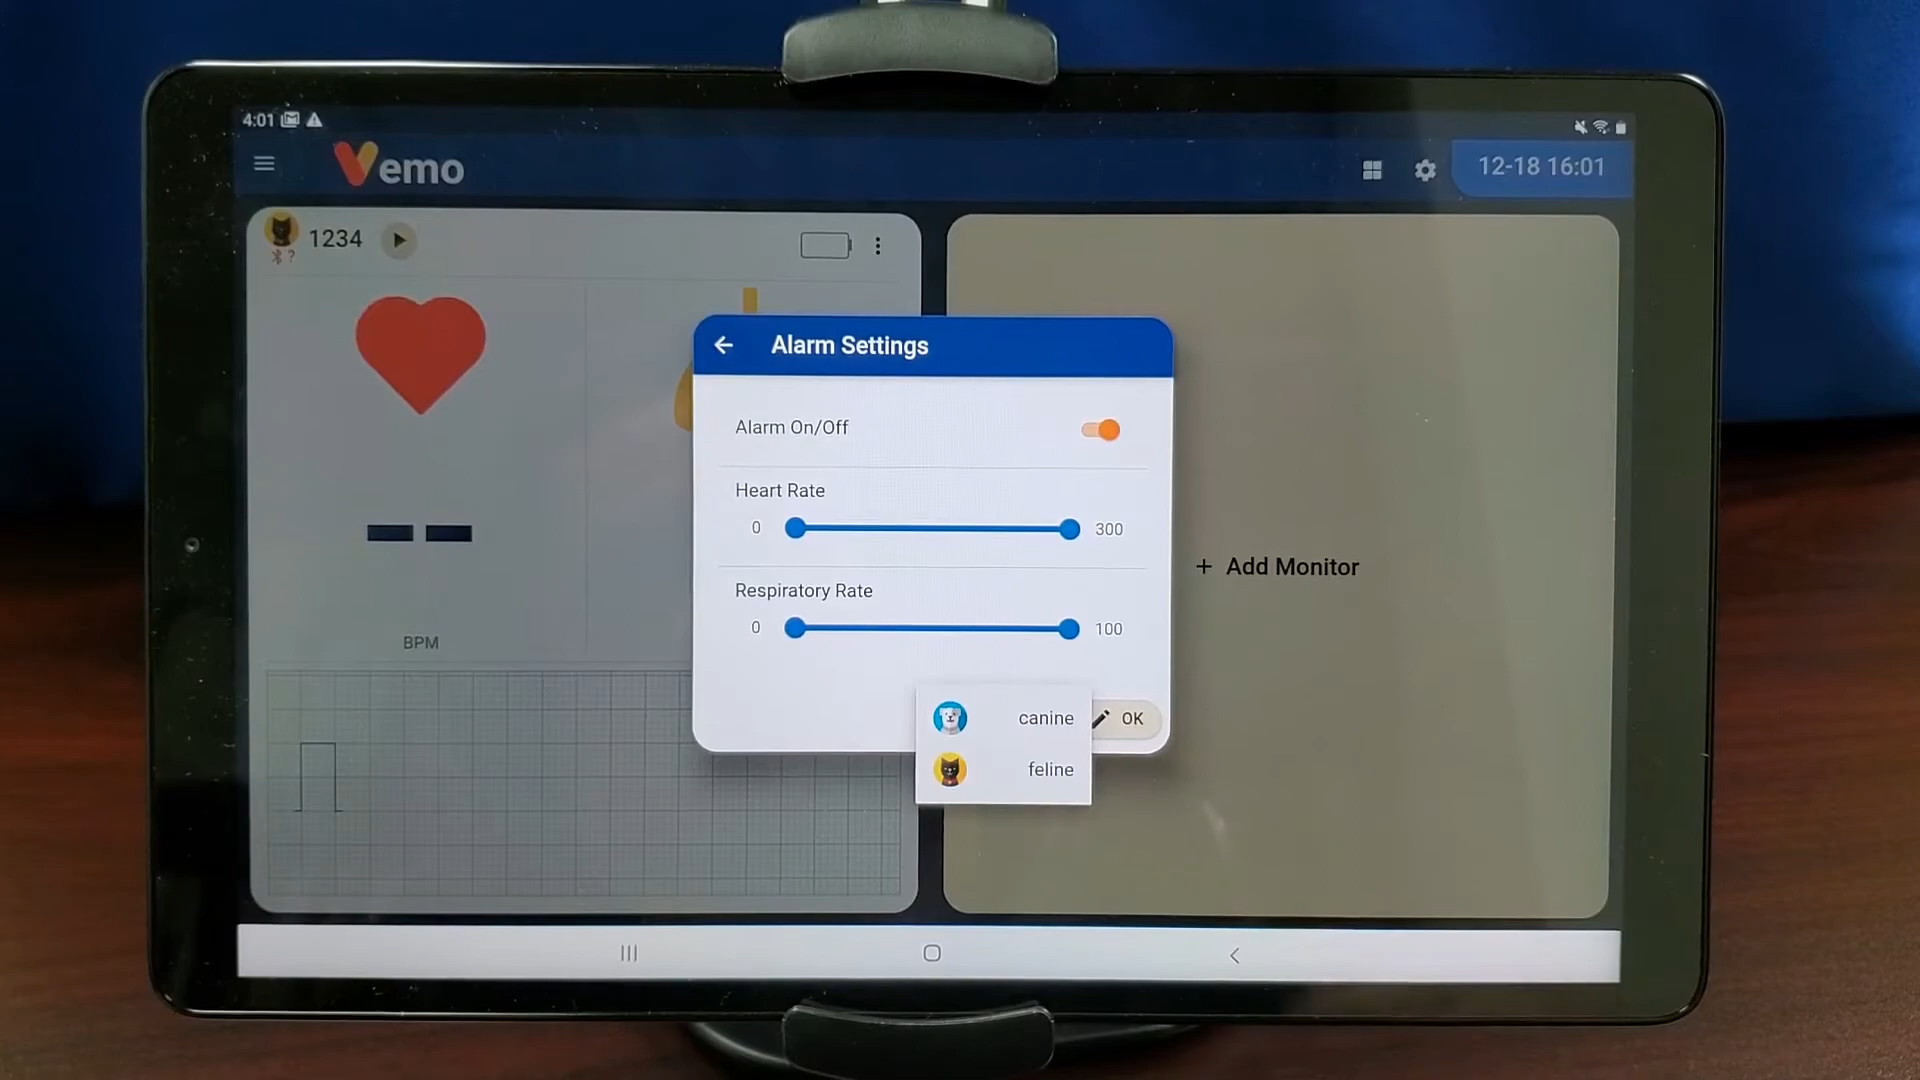 4:01
Vemo
12-18 16:01
1234
?
Alarm Settings
Alarm On/Off
Heart Rate
0
300
Respiratory Rate
0
100
canine
OK
feline
BPM
+ Add Monitor